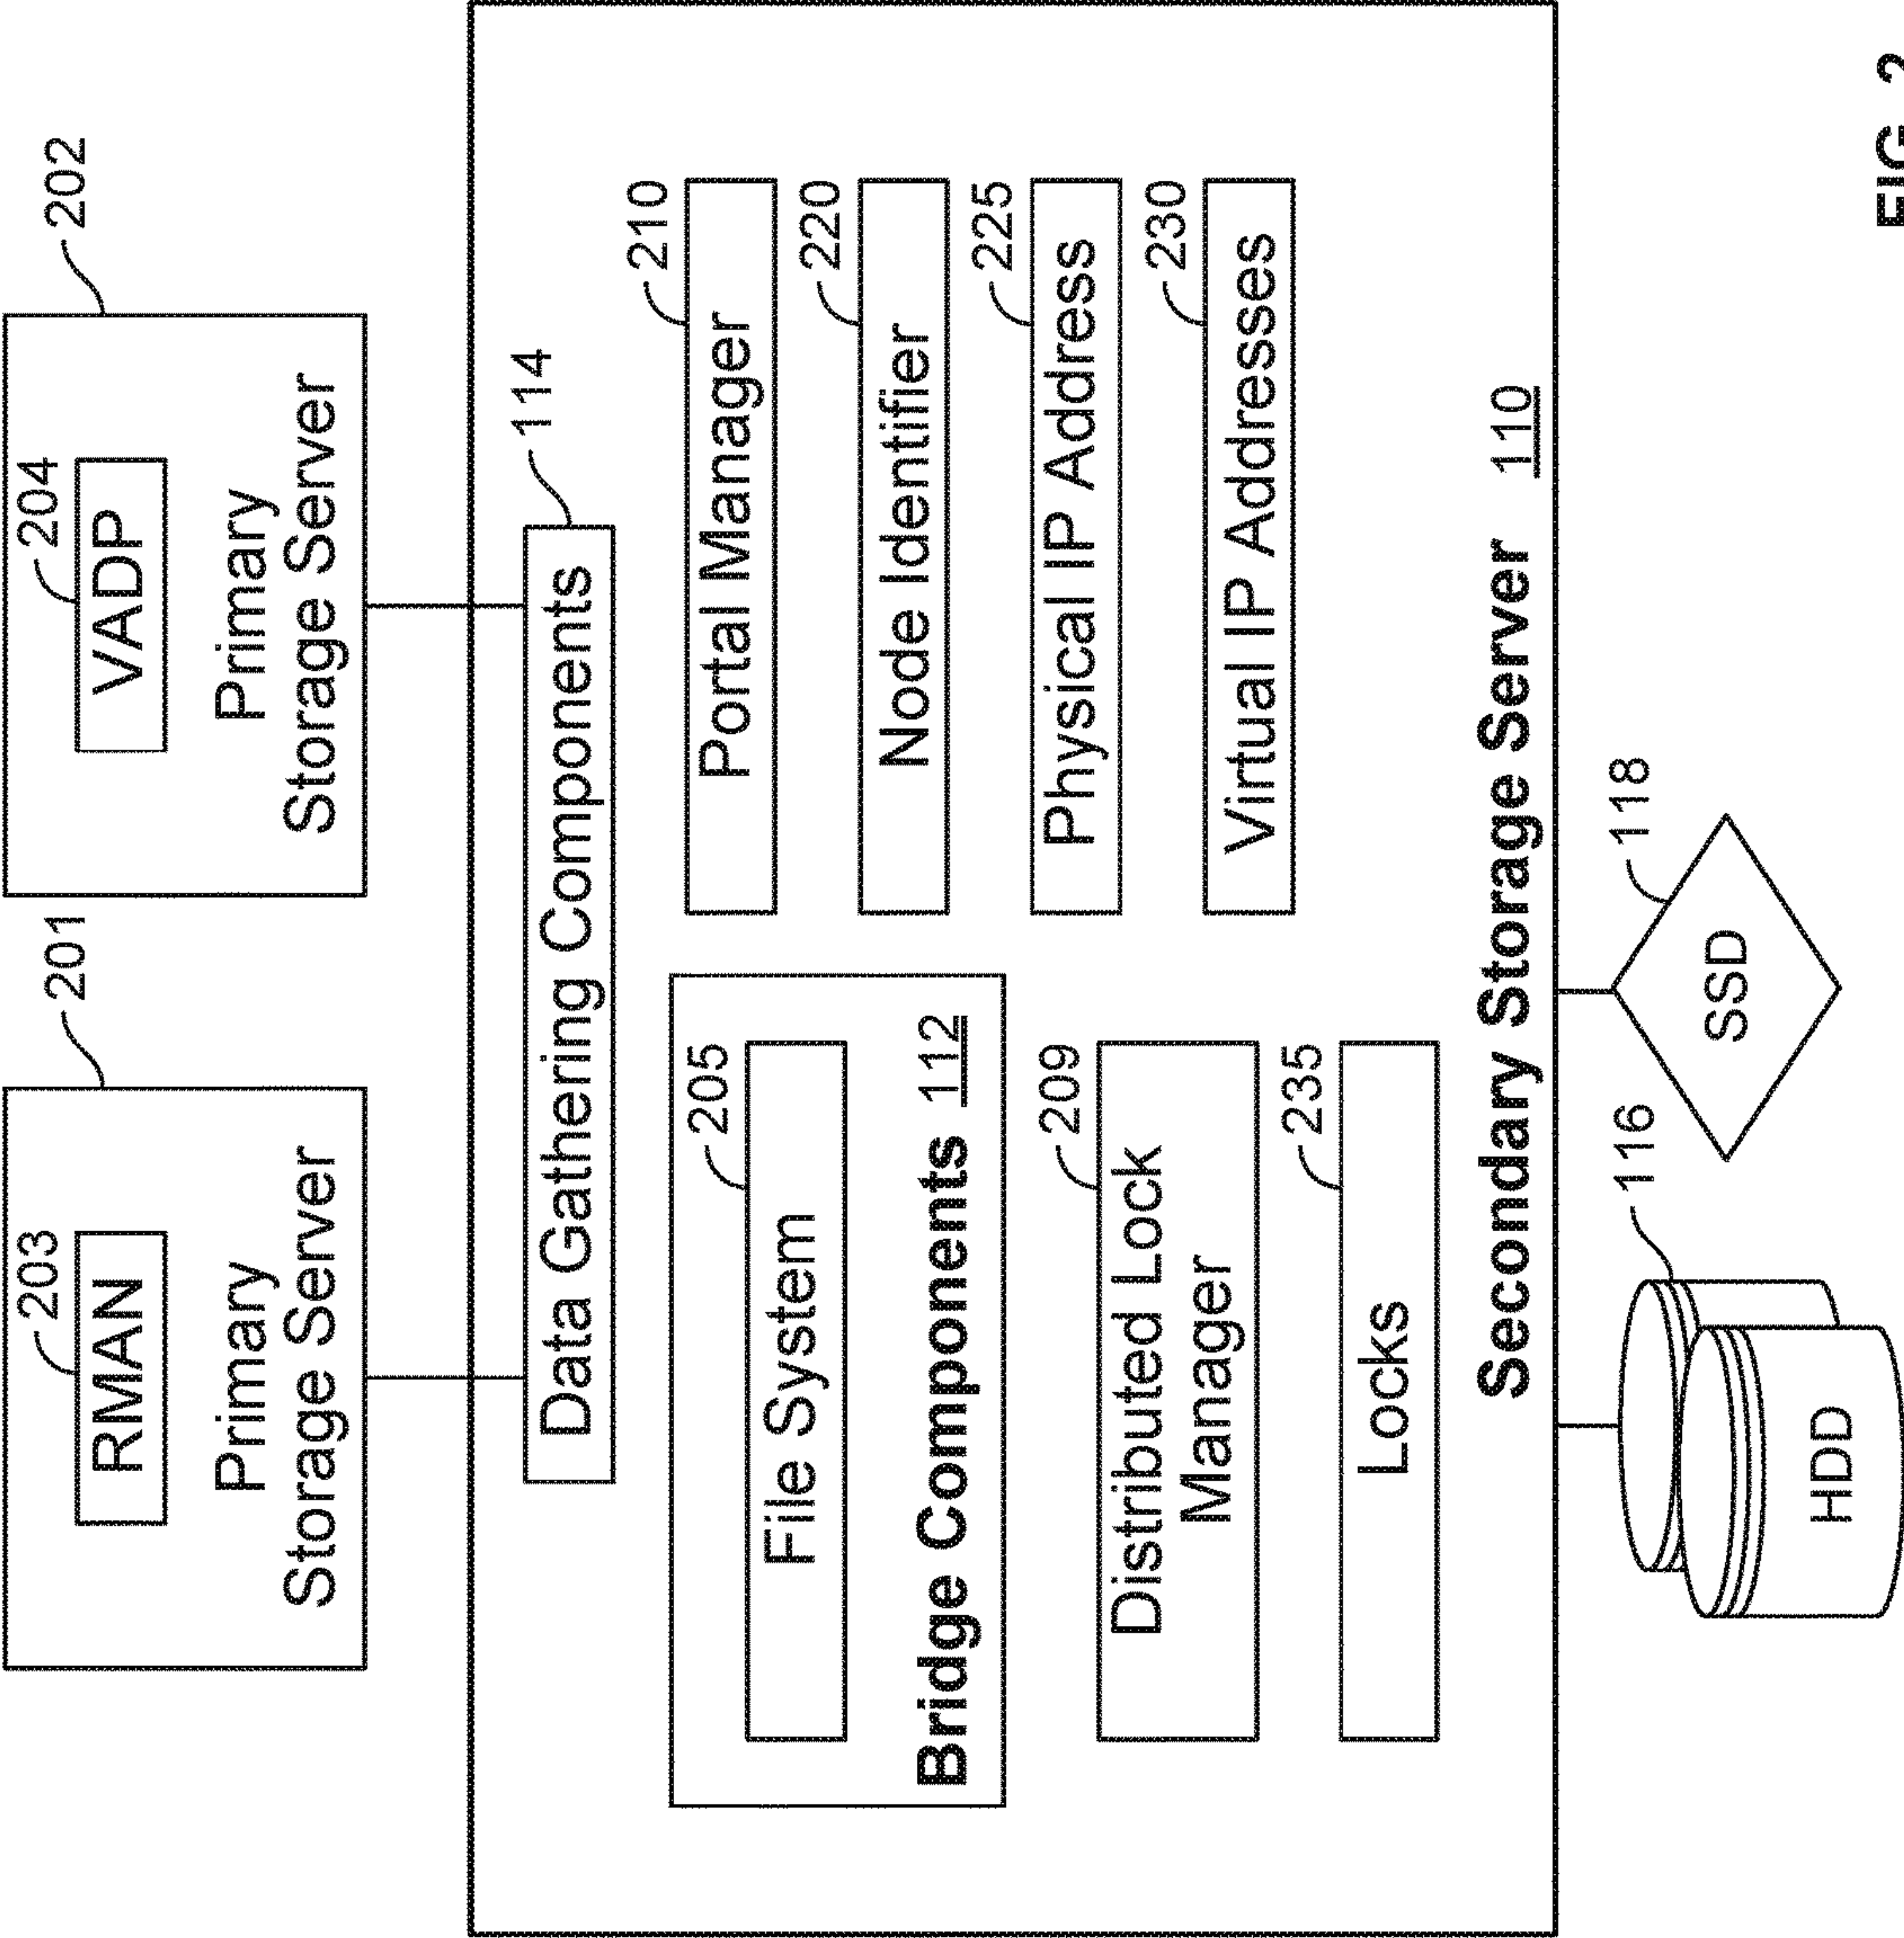 201
203
RMAN
Primary
Storage Server
202
204
VADP
Primary
Storage Server
114
Data Gathering Components
205
File System
Bridge Components 112
209
Distributed Lock
Manager
235
Locks
210
Portal Manager
220
Node Identifier
225
Physical IP Address
230
Virtual IP Addresses
Secondary Storage Server 110
116
HDD
118
SSD
FIG. 2